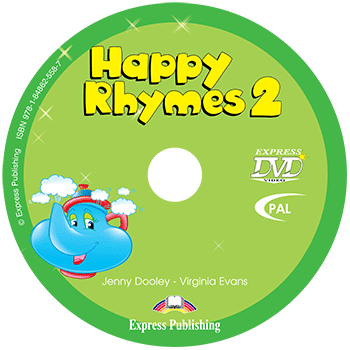 Happy
Rhymes 2
ISBN 978-1-84862-558-7
© Express Publishing
EXPRESS
DVD
VIDEO
PAL
Jenny Dooley - Virginia Evans
Express Publishing